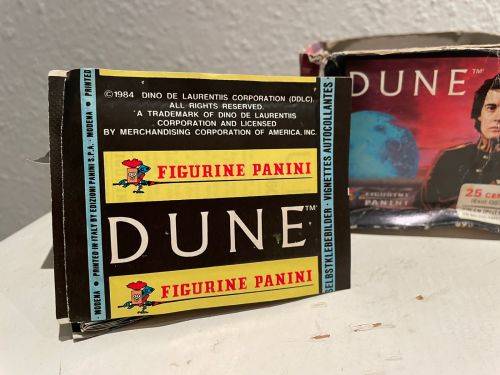 ©1984 DINO DE LAURENTIIS CORPORATION (DDLC)
ALL RIGHTS RESERVED.
*A TRADEMARK OF DINO DE LAURENTIIS
CORPORATION AND LICENSED
BY MERCHANDISING CORPORATION OF AMERICA, INC.
FIGURINE PANINI
DUNE™
FIGURINE PANINI
MODENA • PRINTED IN ITALY BY EDIZIONI PANINI S.P.A. - MODENA • PRINTED
SELBSTKLEBEBILDER - VIGNETTES AUTOCOLLANTES
DUNE™
FIGURINE
PANINI
25 CEN